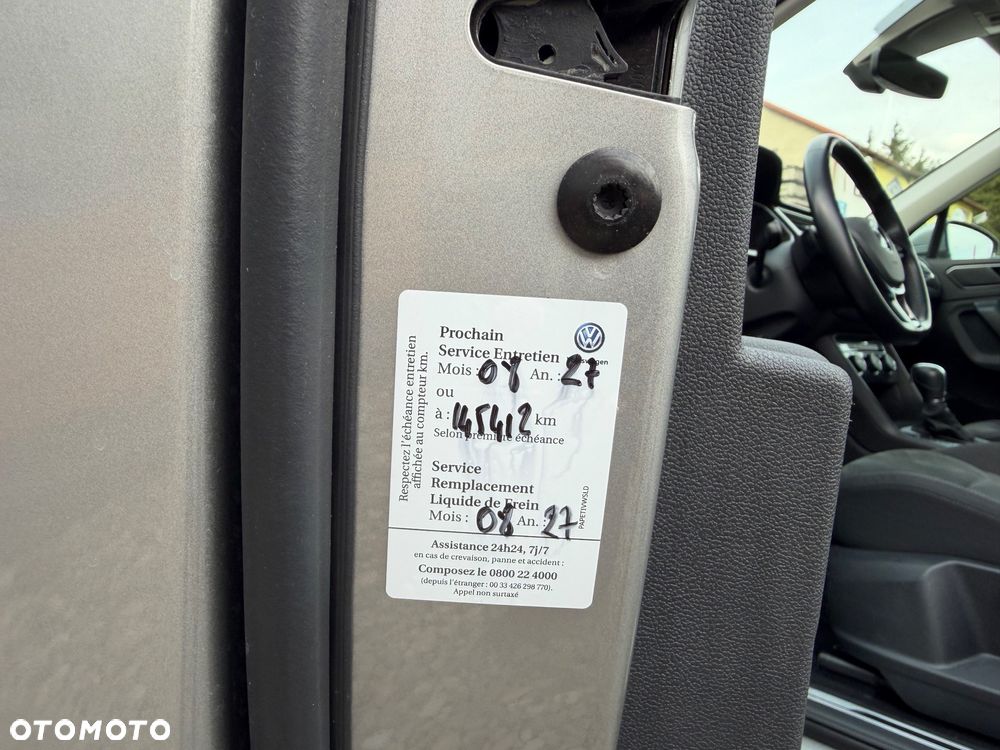 Prochain
Service Entretien
Mois : 08 An. : 27
ou
à : 145412 km
Selon première échéance
Respectez l'échéance entretien
affichée au compteur km.
Service
Remplacement
Liquide de Frein
Mois : 08 An. : 27
PAPETIVWSLD
Assistance 24h24, 7j/7
en cas de crevaison, panne et accident :
Composez le 0800 22 4000
(depuis l'étranger : 00 33 426 298 770).
Appel non surtaxé
OTOMOTO